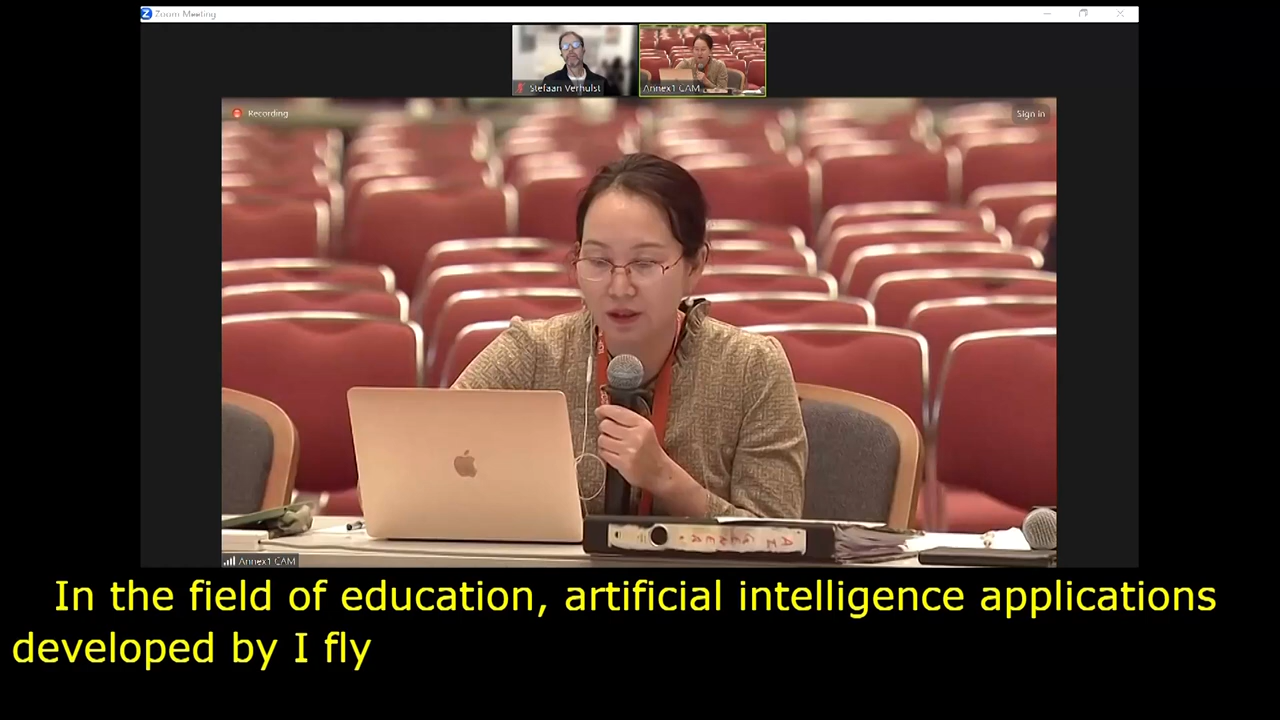 Zoom Meeting
Stefaan Verhulst
Annex1 CAM
Recording
Sign in
Annex1 CAM
In the field of education, artificial intelligence applications
developed by I fly